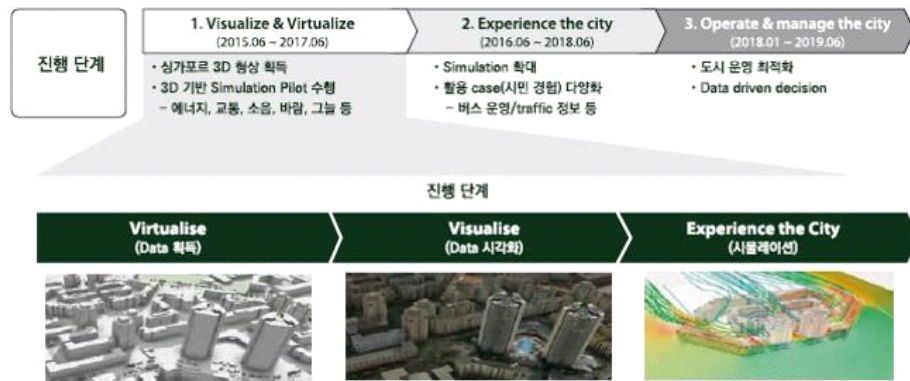 진행 단계
1. Visualize & Virtualize
(2015.06 ~ 2017.06)
• 싱가포르 3D 형상 획득
• 3D 기반 Simulation Pilot 수행
– 에너지, 교통, 소음, 바람, 그늘 등
2. Experience the city
(2016.06 ~ 2018.06)
• Simulation 확대
• 활용 case(시민 경험) 다양화
– 버스 운영/traffic 정보 등
3. Operate & manage the city
(2018.01 ~ 2019.06)
• 도시 운영 최적화
• Data driven decision
진행 단계
Virtualise
(Data 획득)
Visualise
(Data 시각화)
Experience the City
(시뮬레이션)